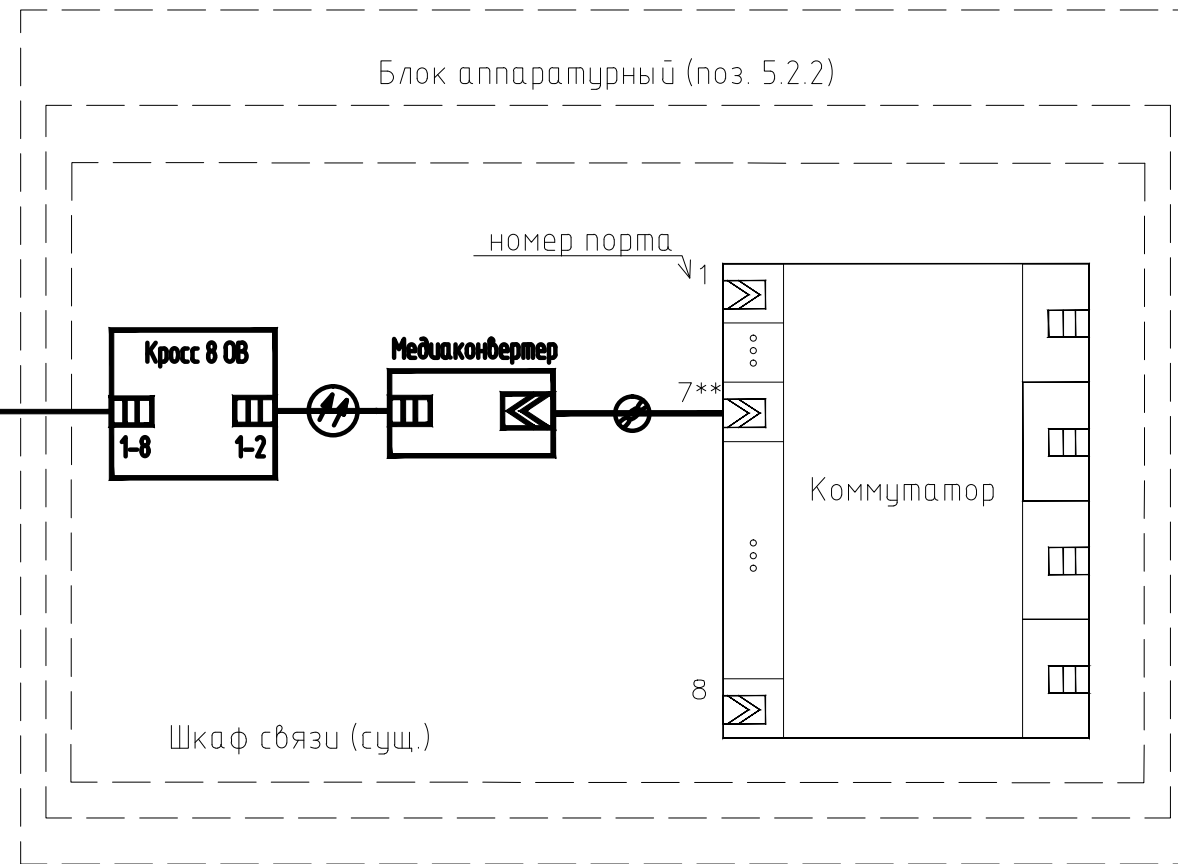 Блок аппаратурный (поз. 5.2.2)
номер порта
1
Кросс 8 ОВ
Медиаконвертер
7**
1-8
1-2
Коммутатор
8
Шкаф связи (сущ.)